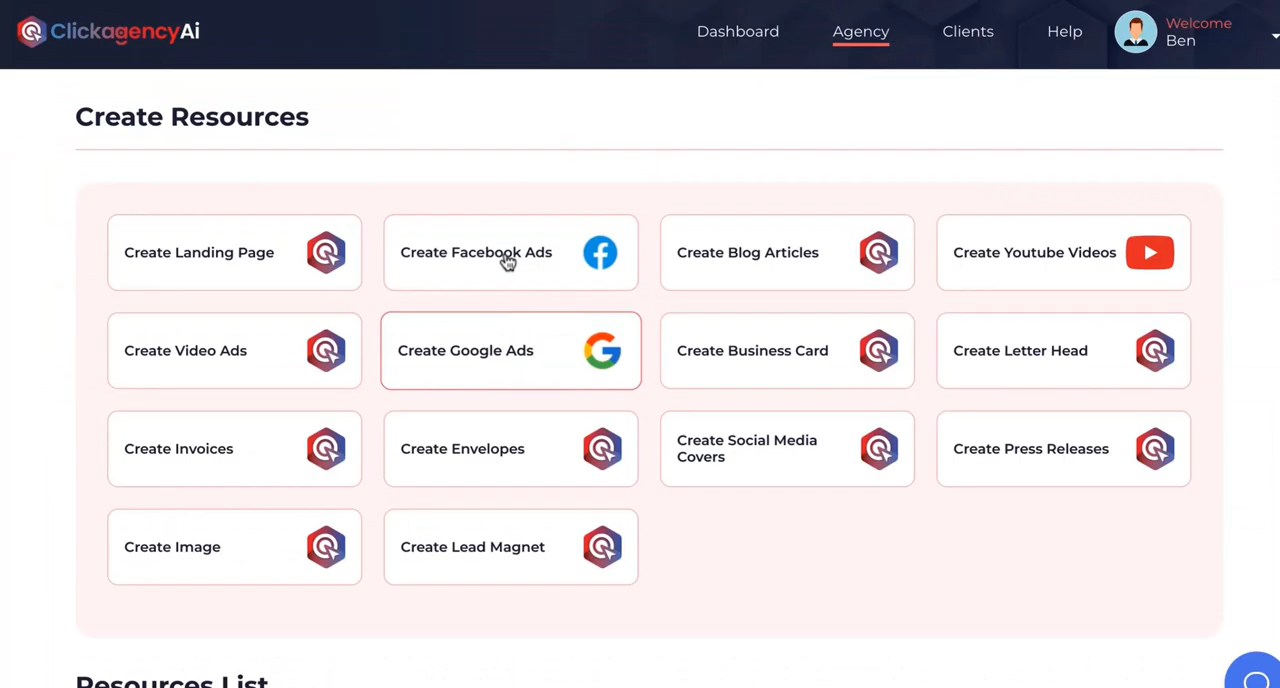 ClickagencyAi
Dashboard
Agency
Clients
Help
Welcome
Ben
Create Resources
Create Landing Page
Create Facebook Ads
Create Blog Articles
Create Youtube Videos
Create Video Ads
Create Google Ads
Create Business Card
Create Letter Head
Create Invoices
Create Envelopes
Create Social Media
Covers
Create Press Releases
Create Image
Create Lead Magnet
Resources List